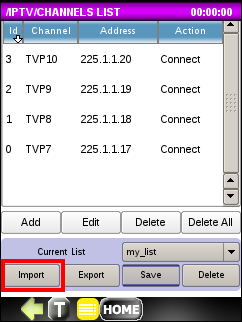 /IPTV/CHANNELS LIST 00:00:00
Id Channel Address Action
3 TVP10 225.1.1.20 Connect
2 TVP9 225.1.1.19 Connect
1 TVP8 225.1.1.18 Connect
0 TVP7 225.1.1.17 Connect
Add Edit Delete Delete All
Current List my_list
Import Export Save Delete
T HOME